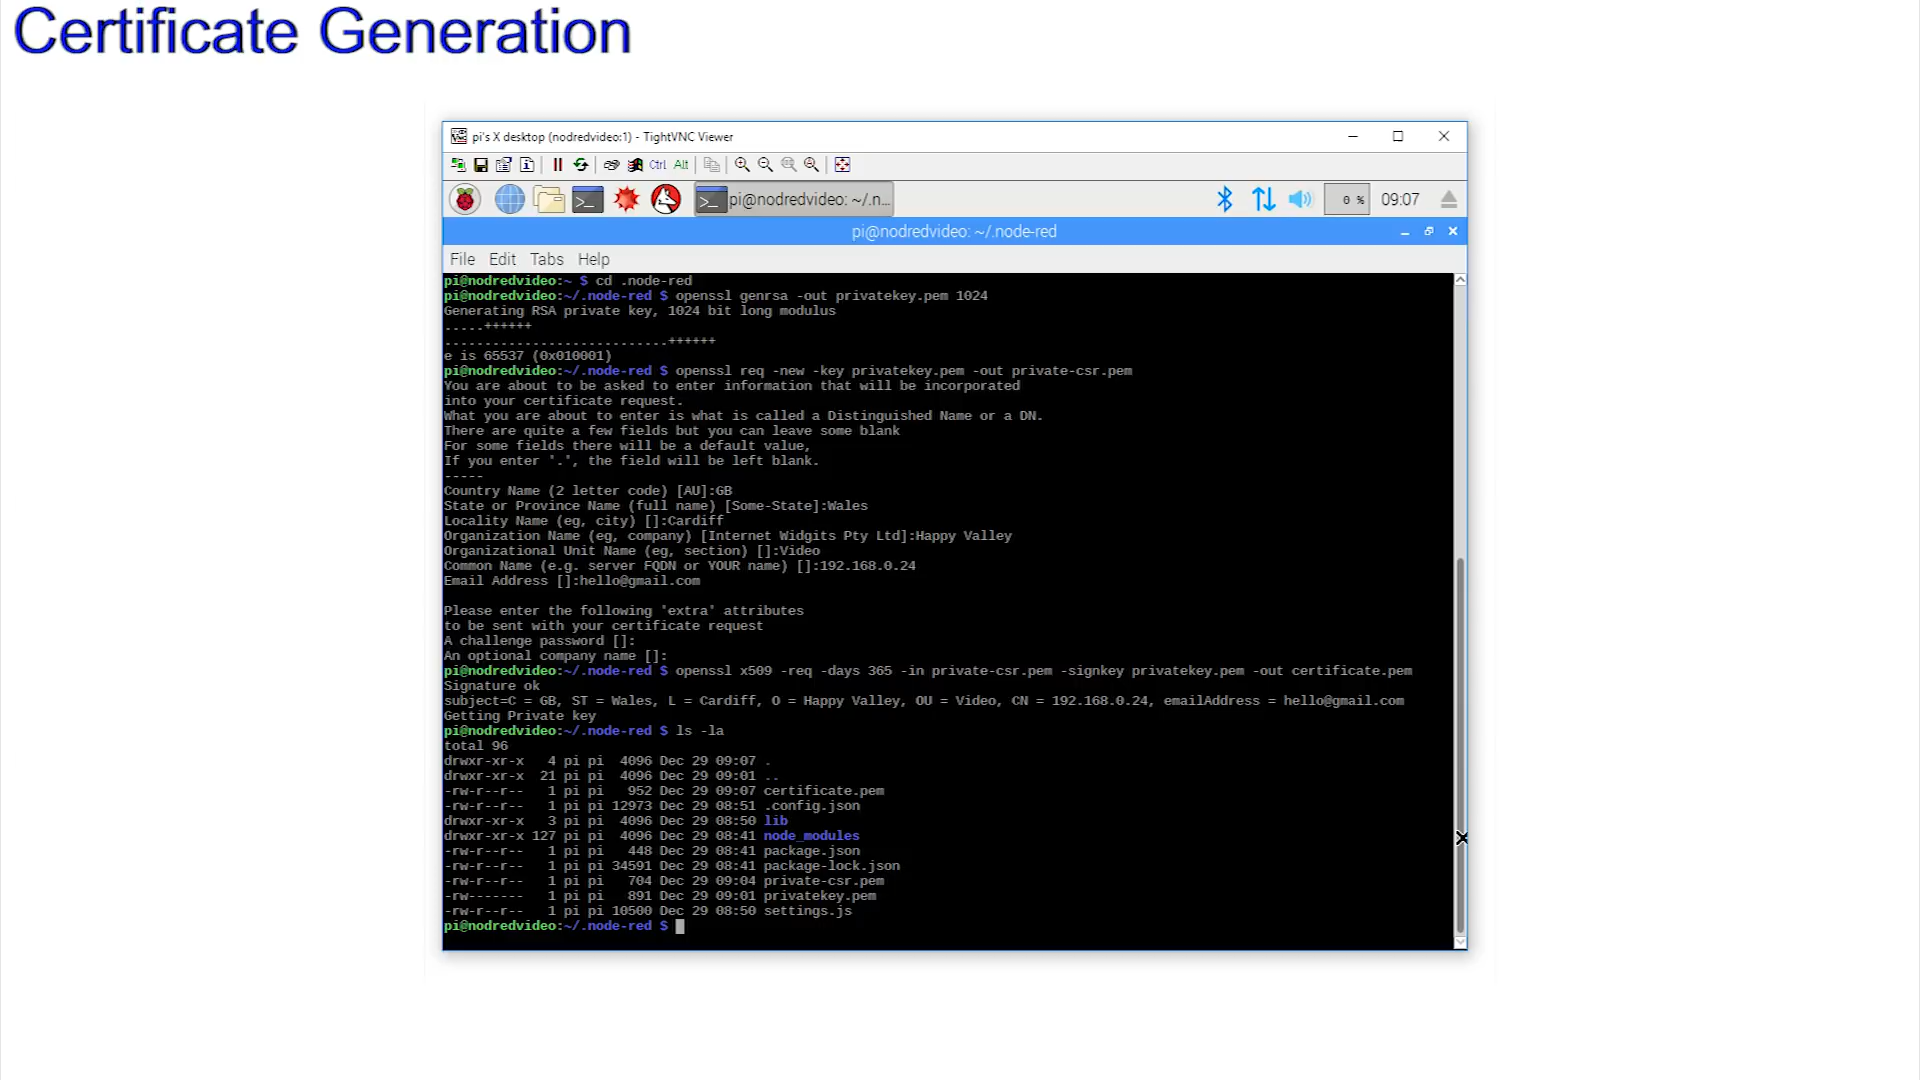 Certificate Generation
pi's X desktop (nodredvideo:1) - TightVNC Viewer
Ctrl Alt
pi@nodredvideo: ~/.n...
0 %
09:07
pi@nodredvideo: ~/.node-red
File Edit Tabs Help
pi@nodredvideo:~ $ cd .node-red
pi@nodredvideo:~/.node-red $ openssl genrsa -out privatekey.pem 1024
Generating RSA private key, 1024 bit long modulus
.....++++++
............................++++++
e is 65537 (0x010001)
pi@nodredvideo:~/.node-red $ openssl req -new -key privatekey.pem -out private-csr.pem
You are about to be asked to enter information that will be incorporated
into your certificate request.
What you are about to enter is what is called a Distinguished Name or a DN.
There are quite a few fields but you can leave some blank
For some fields there will be a default value,
If you enter '.', the field will be left blank.
-----
Country Name (2 letter code) [AU]:GB
State or Province Name (full name) [Some-State]:Wales
Locality Name (eg, city) []:Cardiff
Organization Name (eg, company) [Internet Widgits Pty Ltd]:Happy Valley
Organizational Unit Name (eg, section) []:Video
Common Name (e.g. server FQDN or YOUR name) []:192.168.0.24
Email Address []:hello@gmail.com
Please enter the following 'extra' attributes
to be sent with your certificate request
A challenge password []:
An optional company name []:
pi@nodredvideo:~/.node-red $ openssl x509 -req -days 365 -in private-csr.pem -signkey privatekey.pem -out certificate.pem
Signature ok
subject=C = GB, ST = Wales, L = Cardiff, O = Happy Valley, OU = Video, CN = 192.168.0.24, emailAddress = hello@gmail.com
Getting Private key
pi@nodredvideo:~/.node-red $ ls -la
total 96
drwxr-xr-x   4 pi pi  4096 Dec 29 09:07 .
drwxr-xr-x  21 pi pi  4096 Dec 29 09:01 ..
-rw-r--r--   1 pi pi   952 Dec 29 09:07 certificate.pem
-rw-r--r--   1 pi pi 12973 Dec 29 08:51 .config.json
drwxr-xr-x   3 pi pi  4096 Dec 29 08:50 lib
drwxr-xr-x 127 pi pi  4096 Dec 29 08:41 node_modules
-rw-r--r--   1 pi pi   448 Dec 29 08:41 package.json
-rw-r--r--   1 pi pi 34591 Dec 29 08:41 package-lock.json
-rw-r--r--   1 pi pi   704 Dec 29 09:04 private-csr.pem
-rw-------   1 pi pi   891 Dec 29 09:01 privatekey.pem
-rw-r--r--   1 pi pi 10500 Dec 29 08:50 settings.js
pi@nodredvideo:~/.node-red $